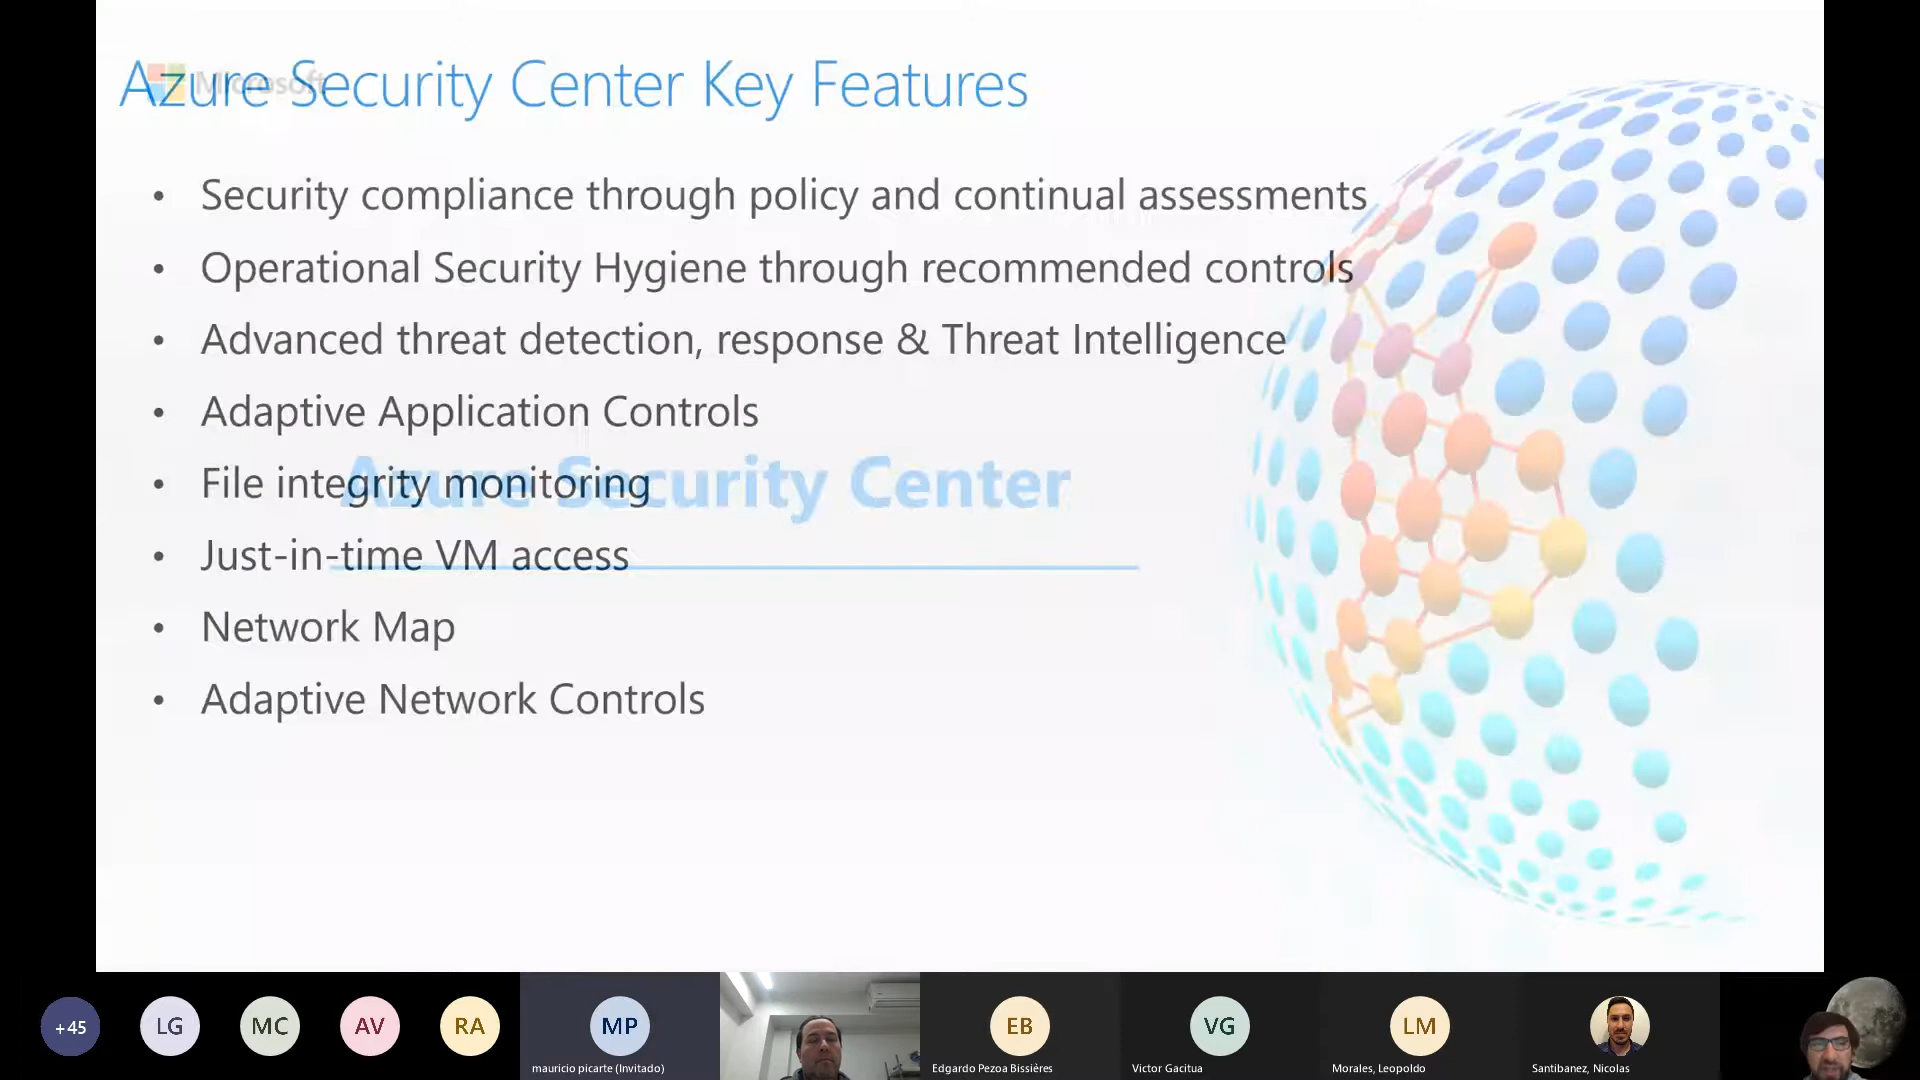 Microsoft
Azure Security Center Key Features
• Security compliance through policy and continual assessments
• Operational Security Hygiene through recommended controls
• Advanced threat detection, response & Threat Intelligence
• Adaptive Application Controls
• File integrity monitoring
Azure Security Center
• Just-in-time VM access
• Network Map
• Adaptive Network Controls
+45
LG
MC
AV
RA
MP
EB
VG
LM
mauricio picarte (Invitado)
Edgardo Pezoa Bissières
Victor Gacitua
Morales, Leopoldo
Santibanez, Nicolas